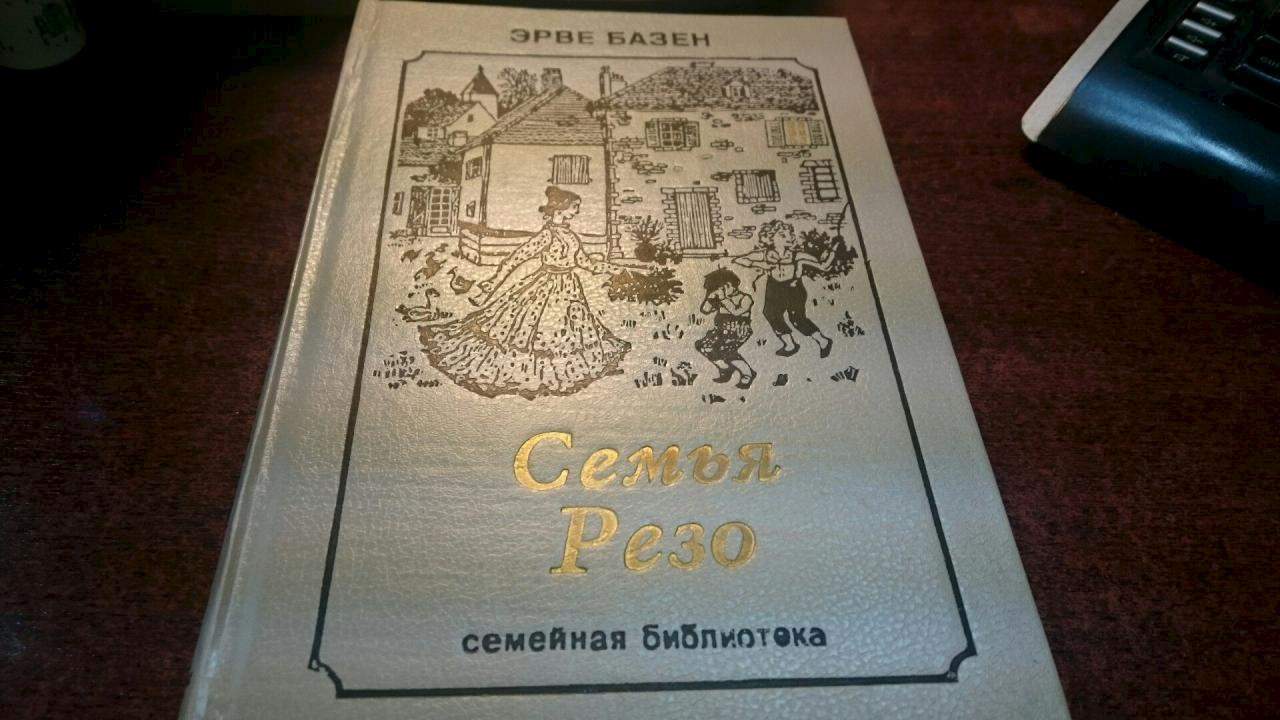 ЭРВЕ БАЗЕН
Семья
Резо
семейная библиотека